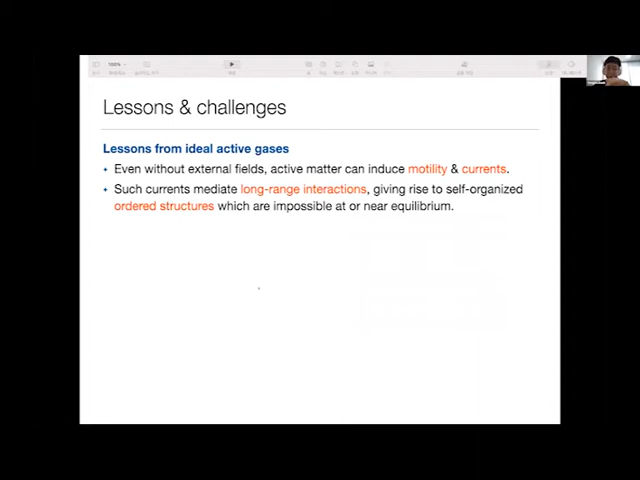 100%
Lessons & challenges
Lessons from ideal active gases
Even without external fields, active matter can induce motility & currents.
Such currents mediate long-range interactions, giving rise to self-organized
ordered structures which are impossible at or near equilibrium.